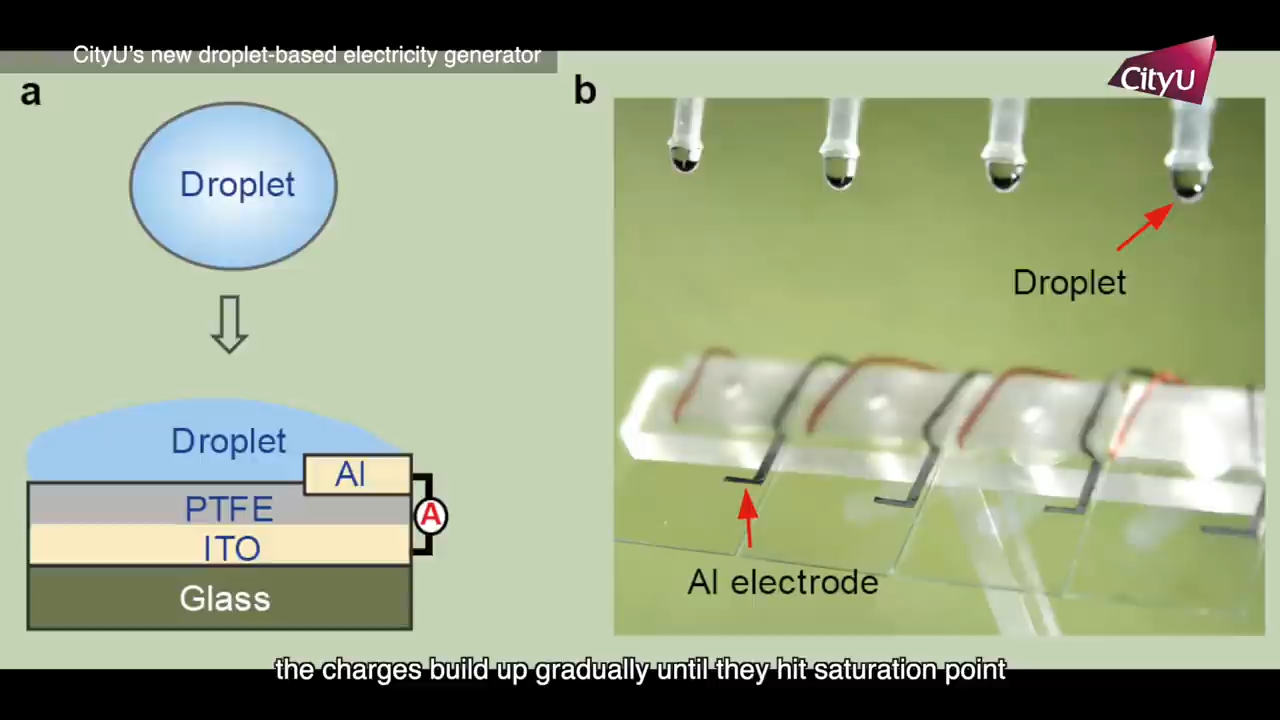 CityU's new droplet-based electricity generator
CityU
a
Droplet
Droplet
Al
PTFE
A
ITO
Glass
b
Droplet
Al electrode
the charges build up gradually until they hit saturation point